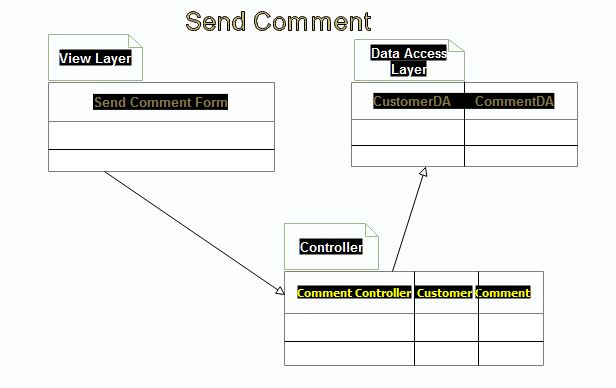 Send Comment
View Layer
Data Access
Layer
Send Comment Form
CustomerDA
CommentDA
Controller
Comment Controller
Customer
Comment